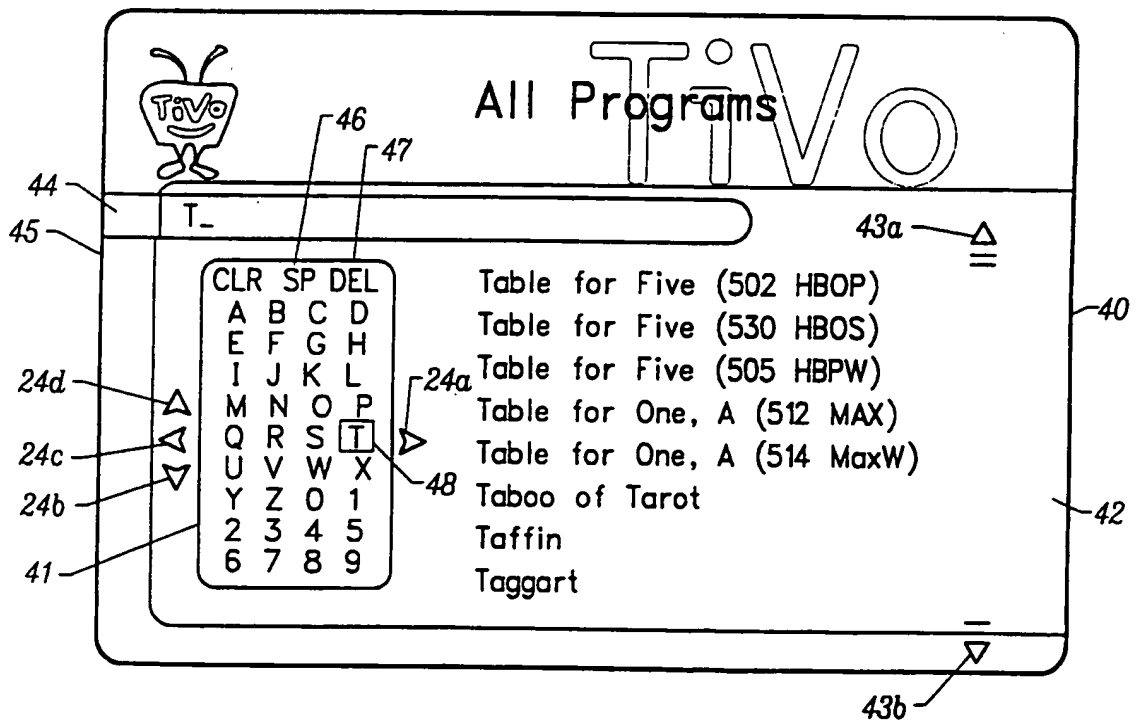 TiVo
TiVo
All Programs
46
47
44
T_
43a
45
CLR SP DEL
A B C D
E F G H
I J K L
M N O P
Q R S T
U V W X
Y Z 0 1
2 3 4 5
6 7 8 9
Table for Five (502 HBOP)
Table for Five (530 HBOS)
Table for Five (505 HBPW)
Table for One, A (512 MAX)
Table for One, A (514 MaxW)
Taboo of Tarot
Taffin
Taggart
40
24d
24a
24c
48
24b
42
41
43b